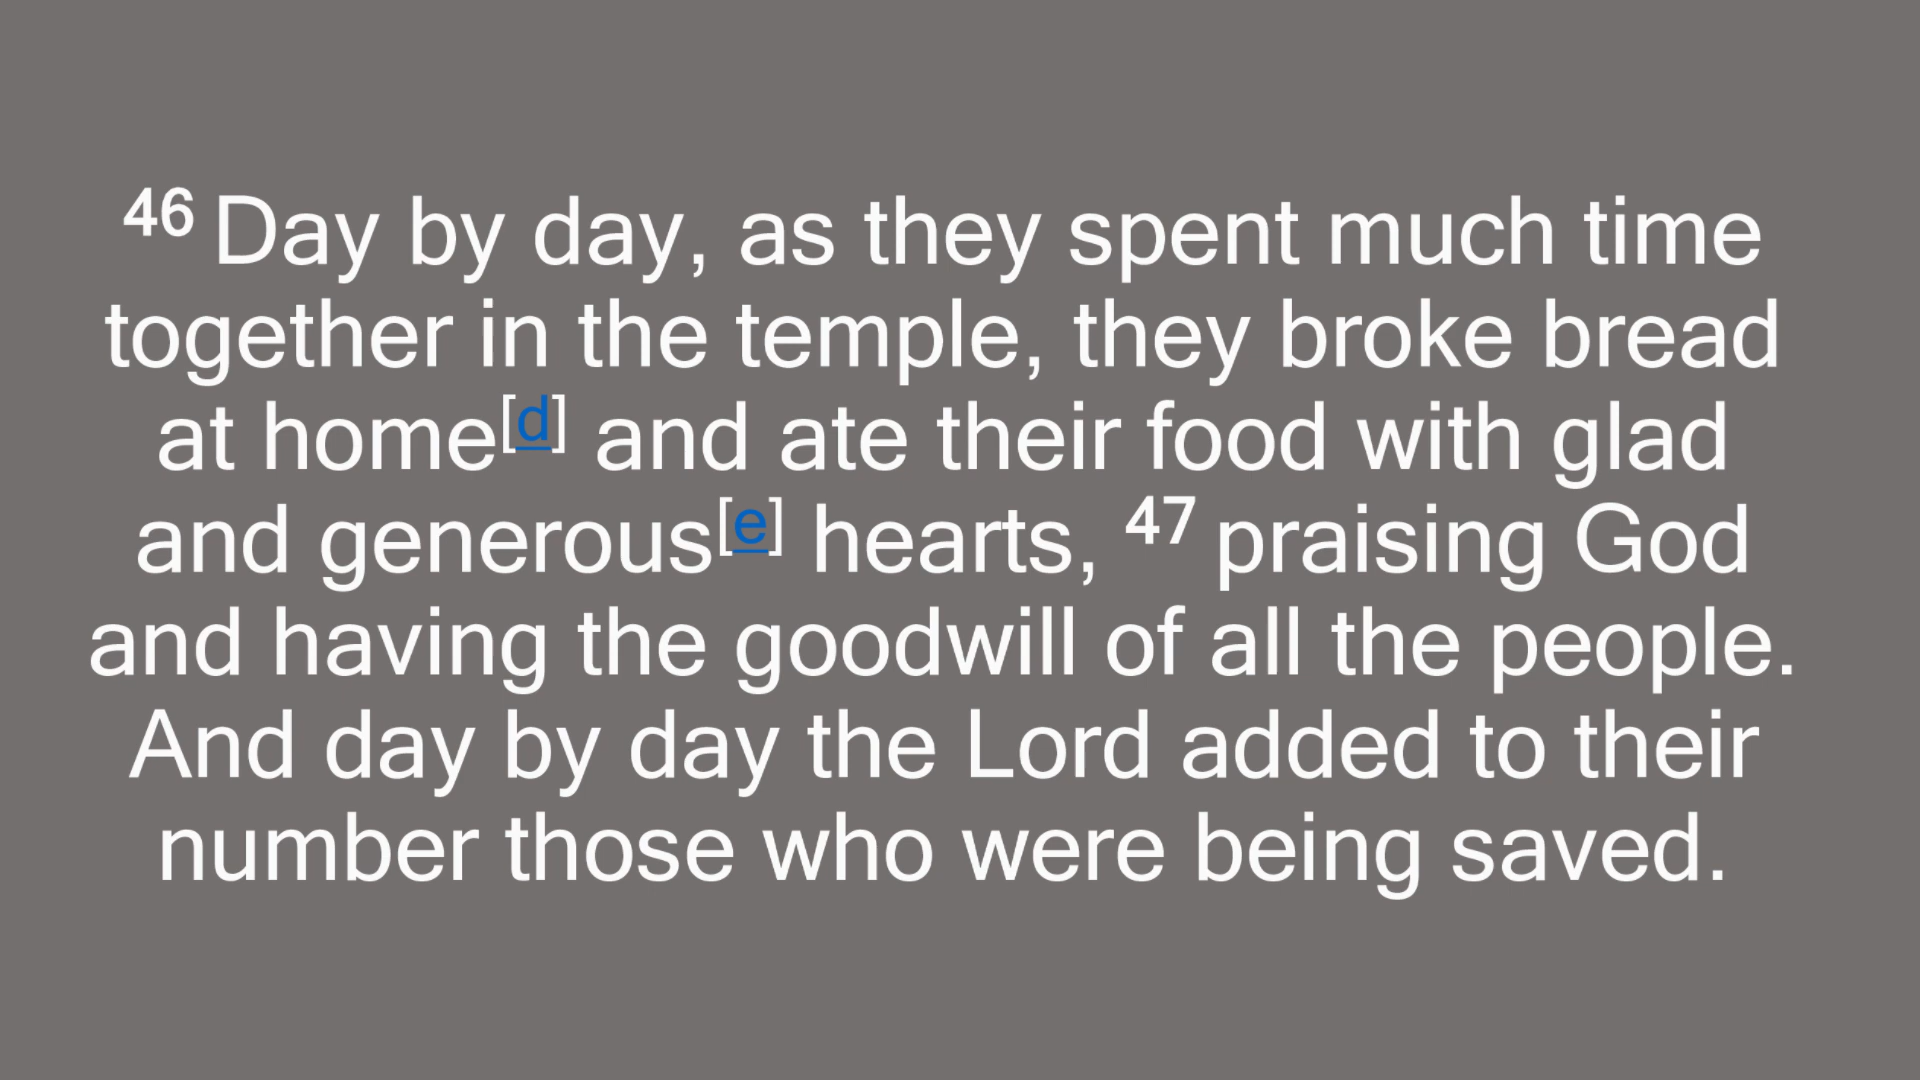 46 Day by day, as they spent much time
together in the temple, they broke bread
at home[d] and ate their food with glad
and generous[e] hearts, 47 praising God
and having the goodwill of all the people.
And day by day the Lord added to their
number those who were being saved.